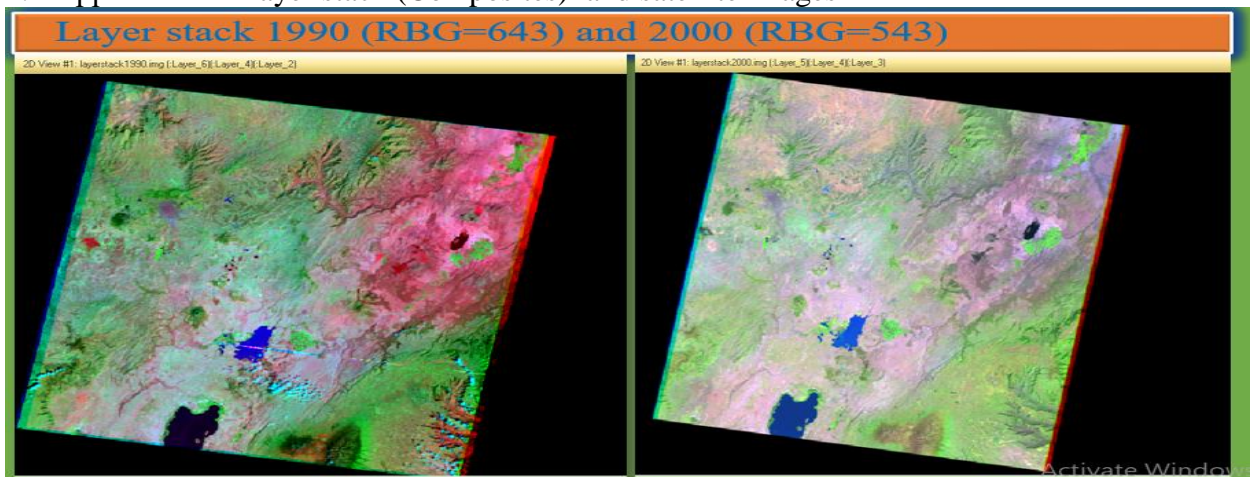 Layer stack 1990 (RBG=643) and 2000 (RBG=543)
2D View #1: layerstack1990.img (:Layer_6)(:Layer_4)(:Layer_2)
2D View #1: layerstack2000.img (:Layer_5)(:Layer_4)(:Layer_3)
Activate Windows